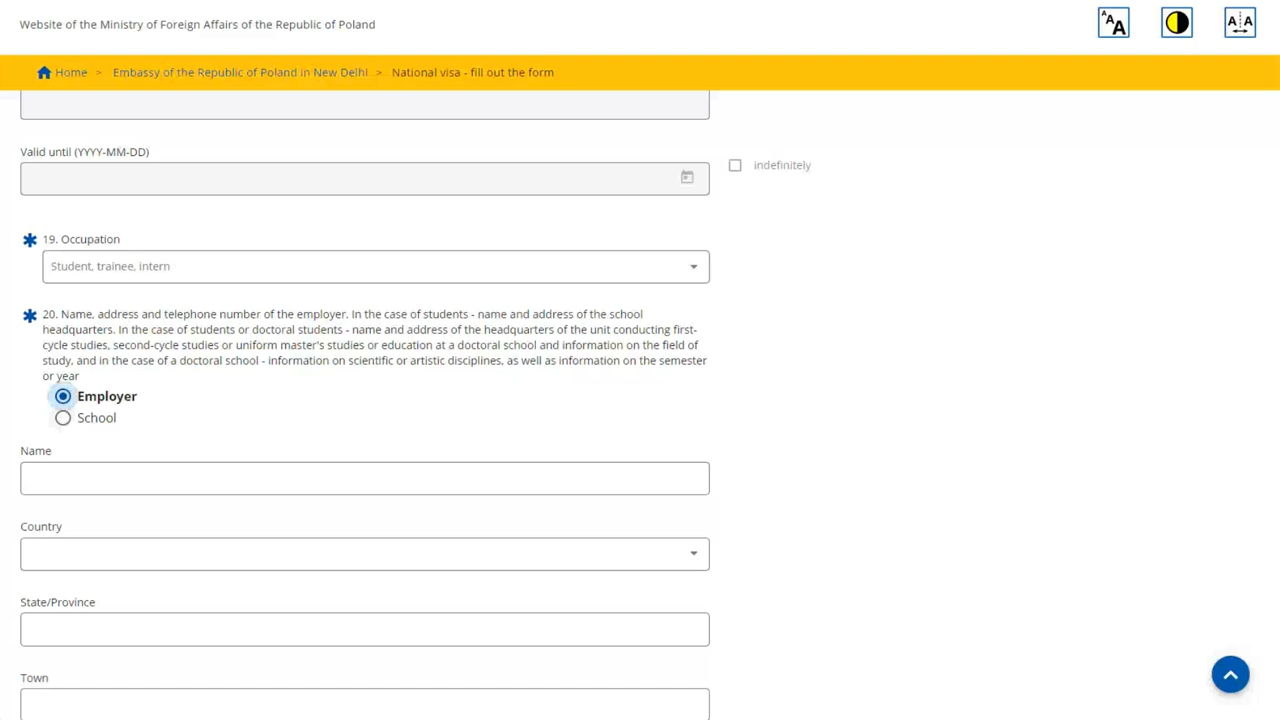 Website of the Ministry of Foreign Affairs of the Republic of Poland
Home > Embassy of the Republic of Poland in New Delhi > National visa - fill out the form
Valid until (YYYY-MM-DD)
indefinitely
19. Occupation
Student, trainee, intern
20. Name, address and telephone number of the employer. In the case of students - name and address of the school
headquarters. In the case of students or doctoral students - name and address of the headquarters of the unit conducting first-
cycle studies, second-cycle studies or uniform master's studies or education at a doctoral school and information on the field of
study, and in the case of a doctoral school - information on scientific or artistic disciplines, as well as information on the semester
or year
Employer
School
Name
Country
State/Province
Town